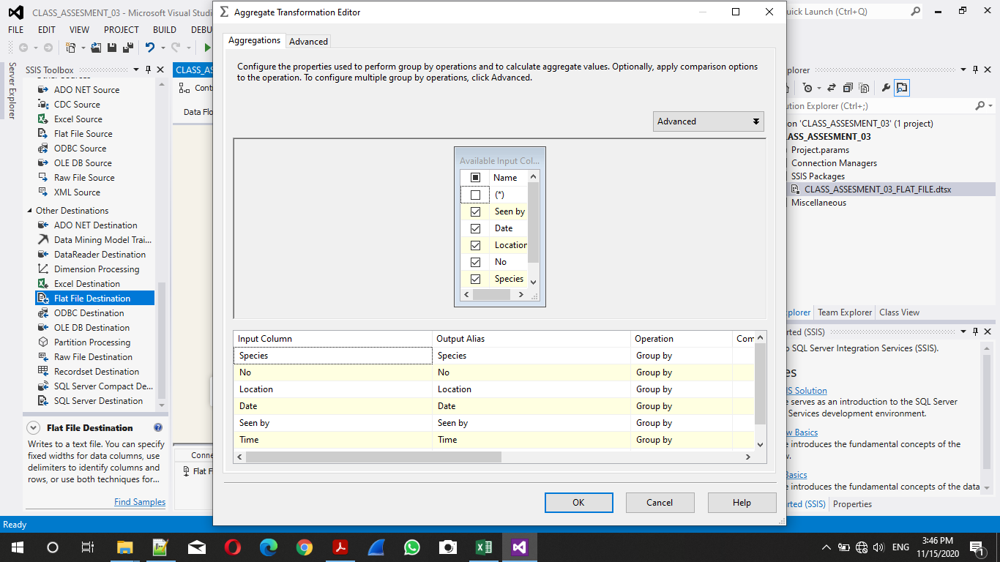 CLASS_ASSESMENT_03 - Microsoft Visual Studi
Aggregate Transformation Editor
uick Launch (Ctrl+Q)
FILE EDIT VIEW PROJECT BUILD DEBU
Aggregations Advanced
Configure the properties used to perform group by operations and to calculate aggregate values. Optionally, apply comparison options
to the operation. To configure multiple group by operations, click Advanced.
Advanced
Server Explorer
SSIS Toolbox
ADO NET Source
CDC Source
Excel Source
Flat File Source
ODBC Source
OLE DB Source
Raw File Source
XML Source
Other Destinations
ADO NET Destination
Data Mining Model Trai...
DataReader Destination
Dimension Processing
Excel Destination
Flat File Destination
ODBC Destination
OLE DB Destination
Partition Processing
Raw File Destination
Recordset Destination
SQL Server Compact De...
SQL Server Destination
Flat File Destination
Writes to a text file. You can specify
fixed widths for data columns, use
delimiters to identify columns and
rows, or use both techniques for...
Find Samples
CLASS_AS
Cont
Data Flo
Conne
Flat F
Available Input Col...
Name
(*)
Seen by
Date
Location
No
Species
Input Column Output Alias Operation Com
Species Species Group by
No No Group by
Location Location Group by
Date Date Group by
Seen by Seen by Group by
Time Time Group by
OK Cancel Help
plorer
ution Explorer (Ctrl+;)
on 'CLASS_ASSESMENT_03' (1 project)
ASS_ASSESMENT_03
Project.params
Connection Managers
SSIS Packages
CLASS_ASSESMENT_03_FLAT_FILE.dtsx
Miscellaneous
plorer Team Explorer Class View
rted (SSIS)
o SQL Server Integration Services (SSIS).
es
IS Solution
e serves as an introduction to the SQL Server
Services development environment.
w Basics
e introduces the fundamental concepts of the
w.
Basics
e introduces the fundamental concepts of the data
rted (SSIS) Properties
Ready
ENG
3:46 PM
11/15/2020
1